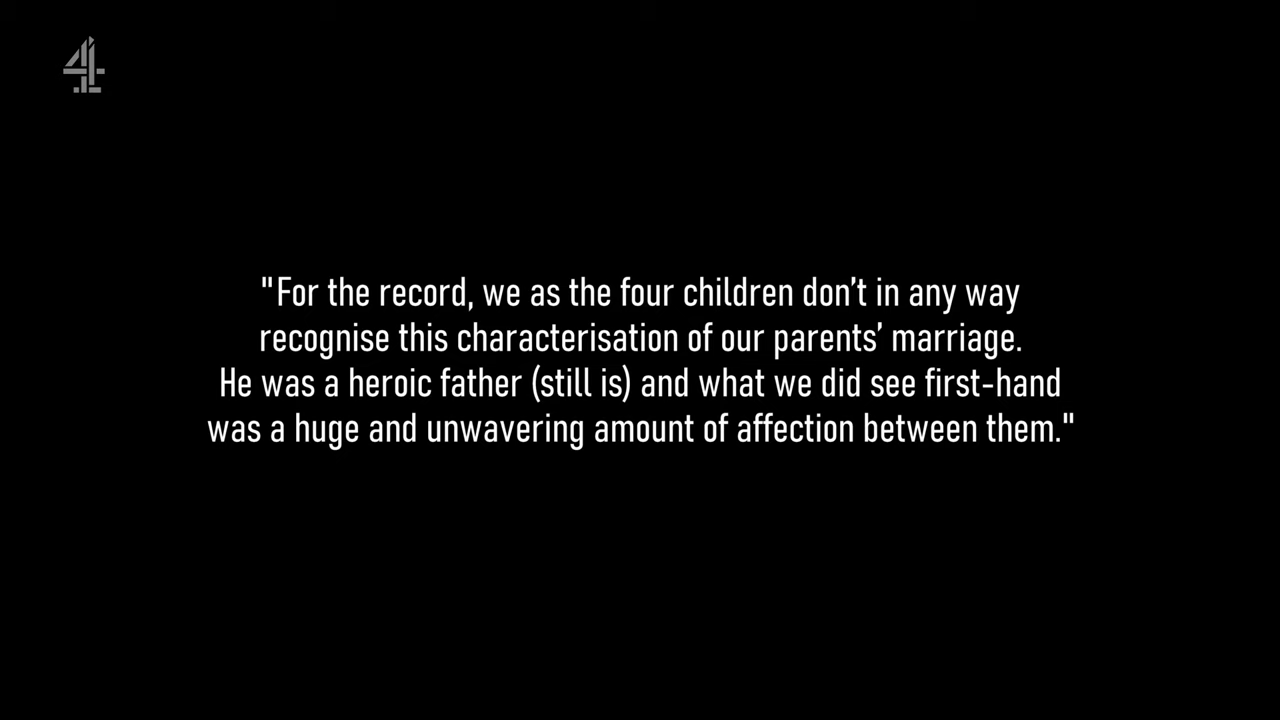 4
"For the record, we as the four children don’t in any way
recognise this characterisation of our parents’ marriage.
He was a heroic father (still is) and what we did see first-hand
was a huge and unwavering amount of affection between them."